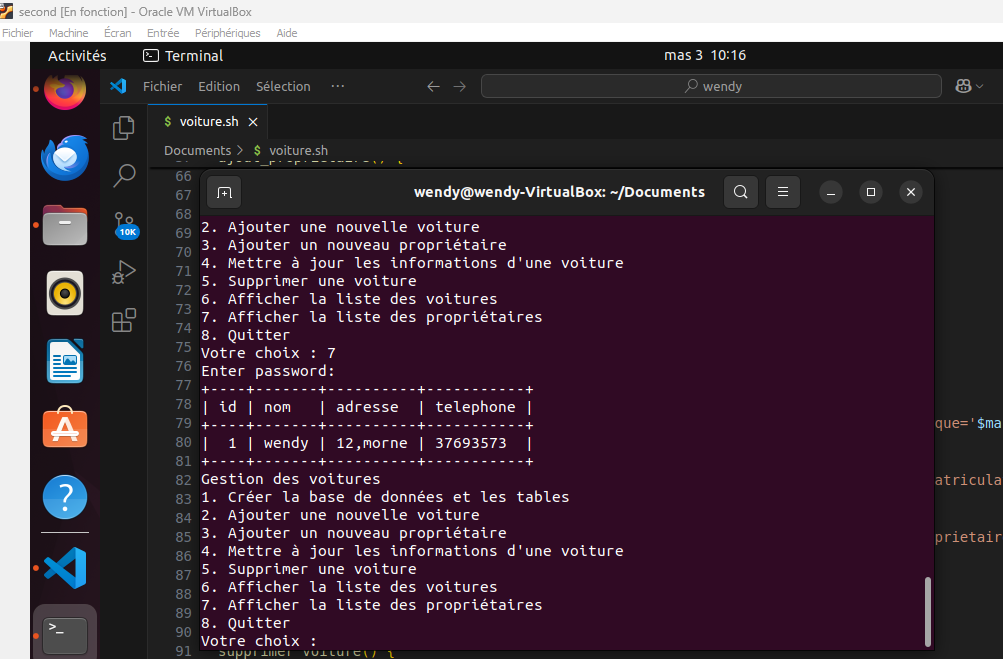 second [En fonction] - Oracle VM VirtualBox
Fichier Machine Écran Entrée Périphériques Aide
Activités Terminal mas 3 10:16
Fichier Edition Sélection ··· wendy
$ voiture.sh
Documents > $ voiture.sh
66
67
68
69
70
71
72
73
74
75
76
77
78
79
80
81
82
83
84
85
86
87
88
89
90
91
10K
wendy@wendy-VirtualBox: ~/Documents
2. Ajouter une nouvelle voiture
3. Ajouter un nouveau propriétaire
4. Mettre à jour les informations d'une voiture
5. Supprimer une voiture
6. Afficher la liste des voitures
7. Afficher la liste des propriétaires
8. Quitter
Votre choix : 7
Enter password:
+----+-------+----------+-----------+
| id | nom   | adresse  | telephone |
+----+-------+----------+-----------+
|  1 | wendy | 12,morne | 37693573  |
+----+-------+----------+-----------+
Gestion des voitures
1. Créer la base de données et les tables
2. Ajouter une nouvelle voiture
3. Ajouter un nouveau propriétaire
4. Mettre à jour les informations d'une voiture
5. Supprimer une voiture
6. Afficher la liste des voitures
7. Afficher la liste des propriétaires
8. Quitter
Votre choix :
que='$ma
atricula
prietair
supprimer_voiture() {